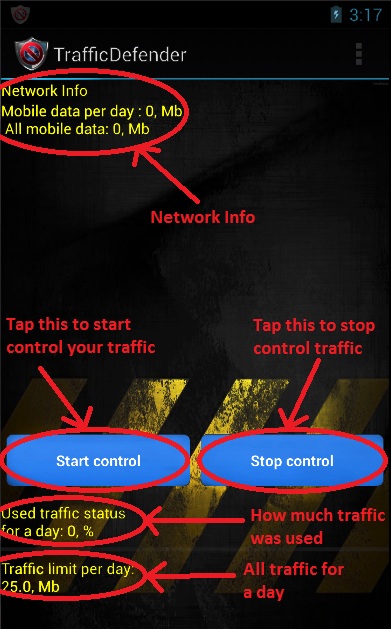 3:17
TrafficDefender
Network Info
Mobile data per day : 0, Mb
All mobile data: 0, Mb
Network Info
Tap this to start
control your traffic
Tap this to stop
control traffic
Start control
Stop control
Used traffic status
for a day: 0, %
How much traffic
was used
Traffic limit per day:
25.0, Mb
All traffic for
a day